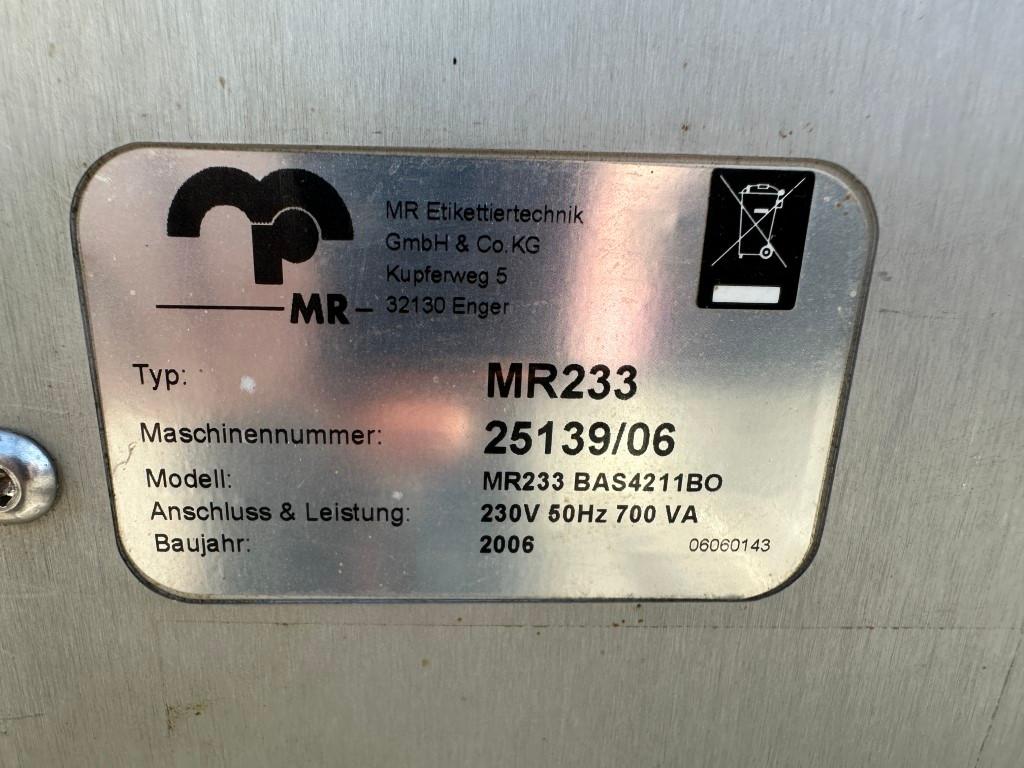 MR Etikettiertechnik
GmbH & Co. KG
Kupferweg 5
32130 Enger
MR
Typ: MR233
Maschinennummer: 25139/06
Modell: MR233 BAS4211BO
Anschluss & Leistung: 230V 50Hz 700 VA
Baujahr: 2006 06060143